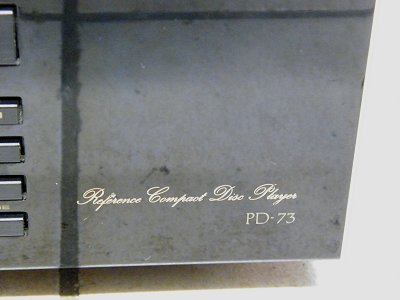 Reference Compact Disc Player
PD-73